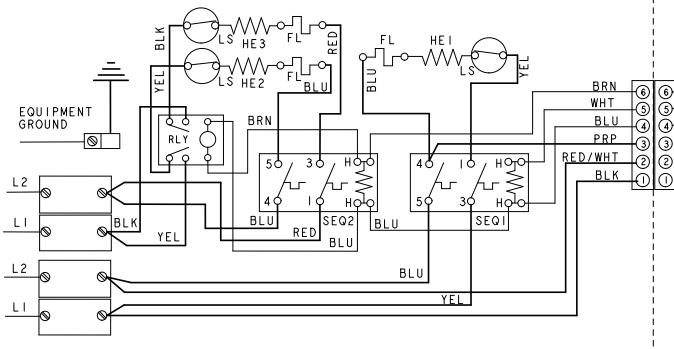 BLK
LS
HE3
FL
RED
FL
HE1
LS
YEL
YEL
LS
HE2
FL
BLU
BLU
BRN
6
6
WHT
5
5
EQUIPMENT
GROUND
RLY
BRN
BLU
4
4
PRP
3
3
RED/WHT
2
2
BLK
1
1
5
3
H
H
4
1
H
H
4
1
H
5
3
H
L2
L1
BLK
YEL
BLU
RED
SEQ2
BLU
BLU
SEQ1
L2
L1
BLU
YEL